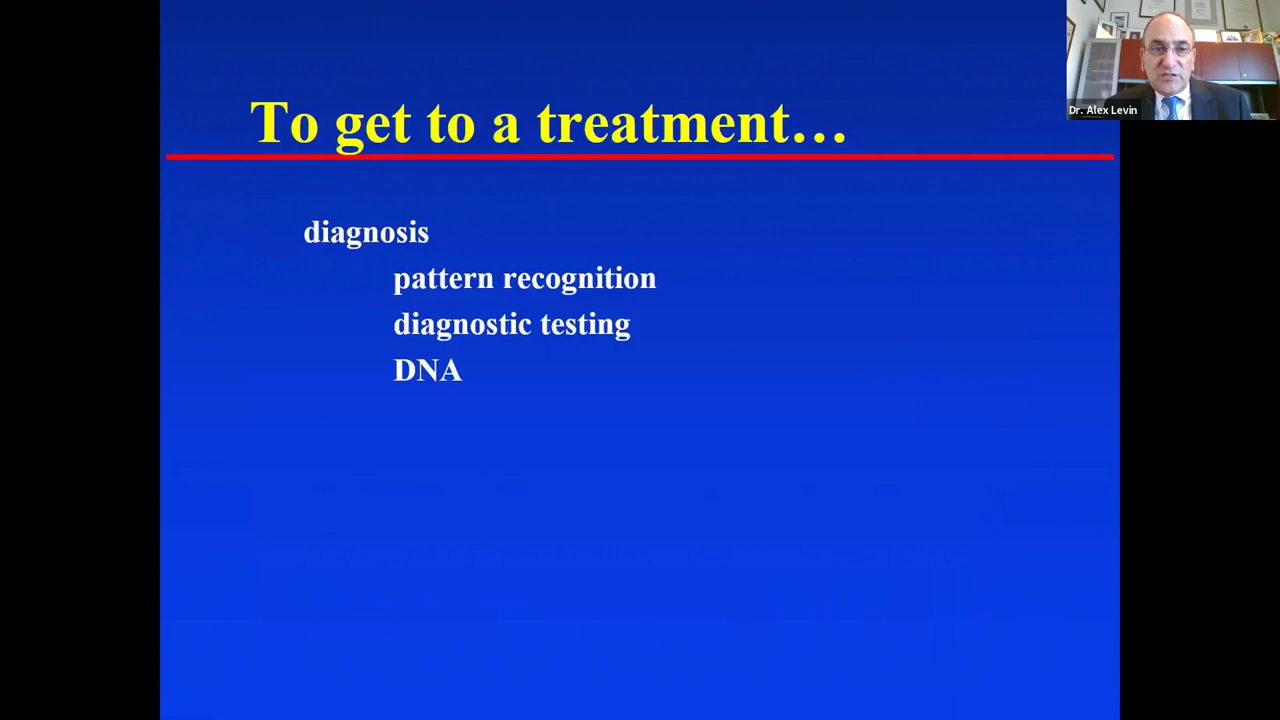 To get to a treatment…
Dr. Alex Levin
diagnosis
pattern recognition
diagnostic testing
DNA